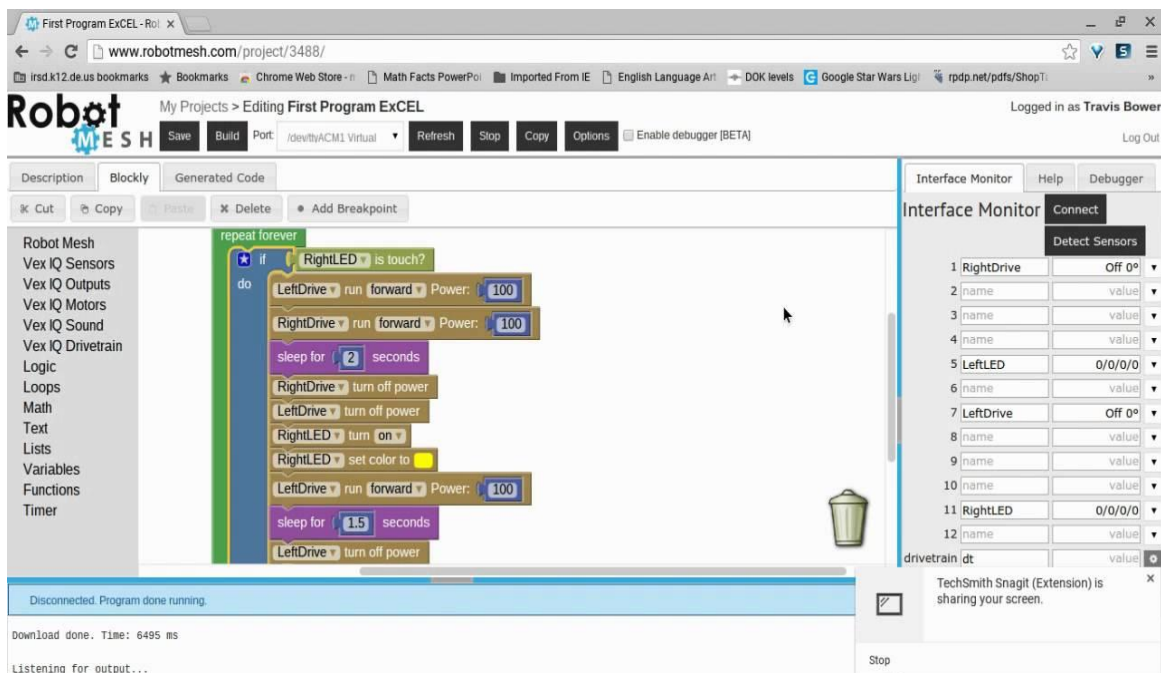 First Program ExCEL - Rob
www.robotmesh.com/project/3488/
irsd.k12.de.us bookmarks Bookmarks Chrome Web Store - n Math Facts PowerPoi Imported From IE English Language Art DOK levels Google Star Wars Ligh rpdp.net/pdfs/ShopT
Robot MESH
My Projects > Editing First Program ExCEL
Logged in as Travis Bower
Save Build Port: /dev/ttyACM1 Virtual Refresh Stop Copy Options Enable debugger [BETA]
Log Out
Description Blockly Generated Code
Cut Copy Paste Delete Add Breakpoint
Robot Mesh
Vex IQ Sensors
Vex IQ Outputs
Vex IQ Motors
Vex IQ Sound
Vex IQ Drivetrain
Logic
Loops
Math
Text
Lists
Variables
Functions
Timer
repeat forever
if RightLED is touch?
do LeftDrive run forward Power: 100
RightDrive run forward Power: 100
sleep for 2 seconds
RightDrive turn off power
LeftDrive turn off power
RightLED turn on
RightLED set color to
LeftDrive run forward Power: 100
sleep for 1.5 seconds
LeftDrive turn off power
Interface Monitor Help Debugger
Interface Monitor Connect
Detect Sensors
1 RightDrive Off 0°
2 name value
3 name value
4 name value
5 LeftLED 0/0/0/0
6 name value
7 LeftDrive Off 0°
8 name value
9 name value
10 name value
11 RightLED 0/0/0/0
12 name value
drivetrain dt value
Disconnected. Program done running.
Download done. Time: 6495 ms
Listening for output...
TechSmith Snagit (Extension) is
sharing your screen.
Stop